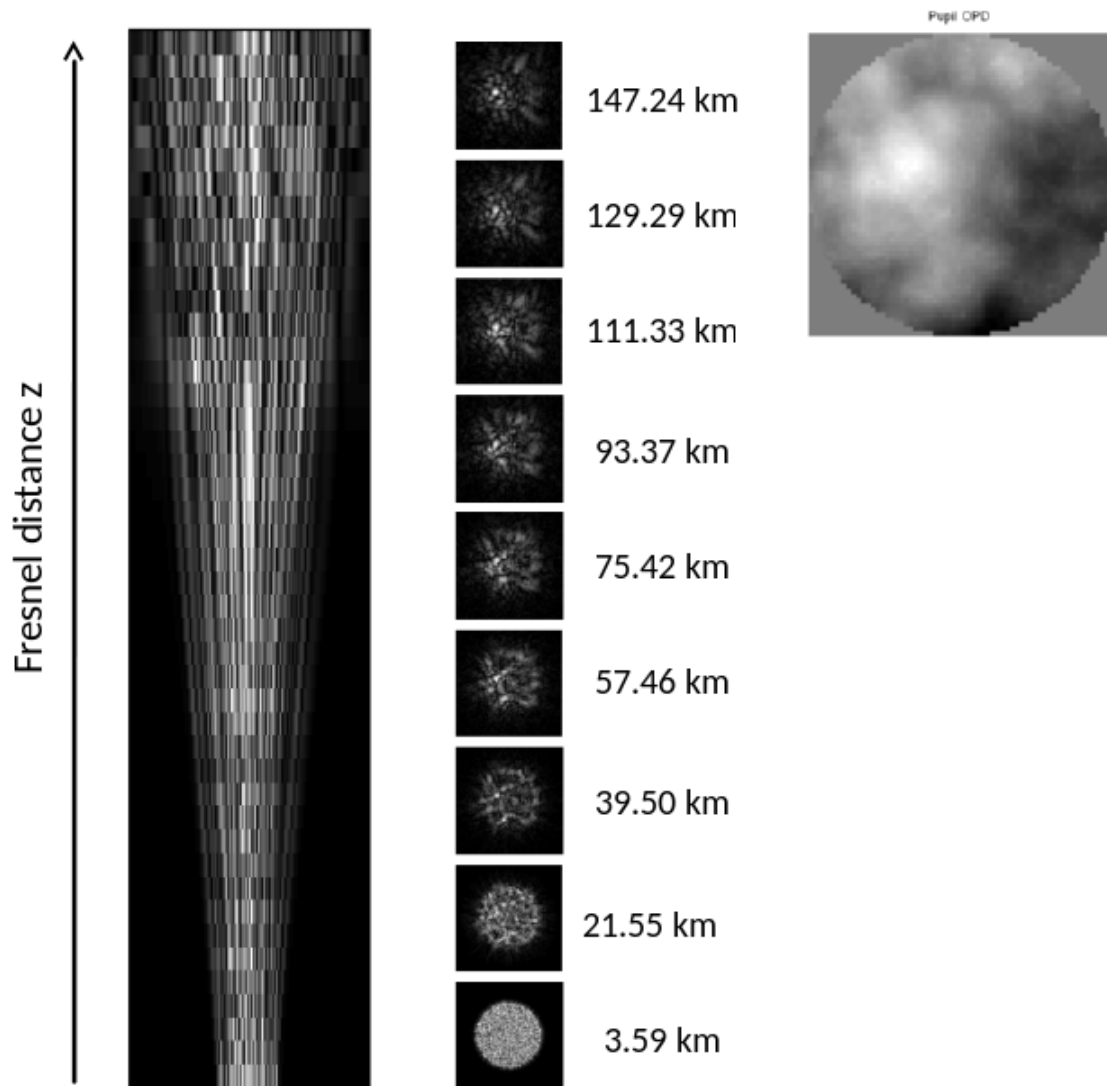 Fresnel distance z
147.24 km
129.29 km
111.33 km
93.37 km
75.42 km
57.46 km
39.50 km
21.55 km
3.59 km
Pupil OPD